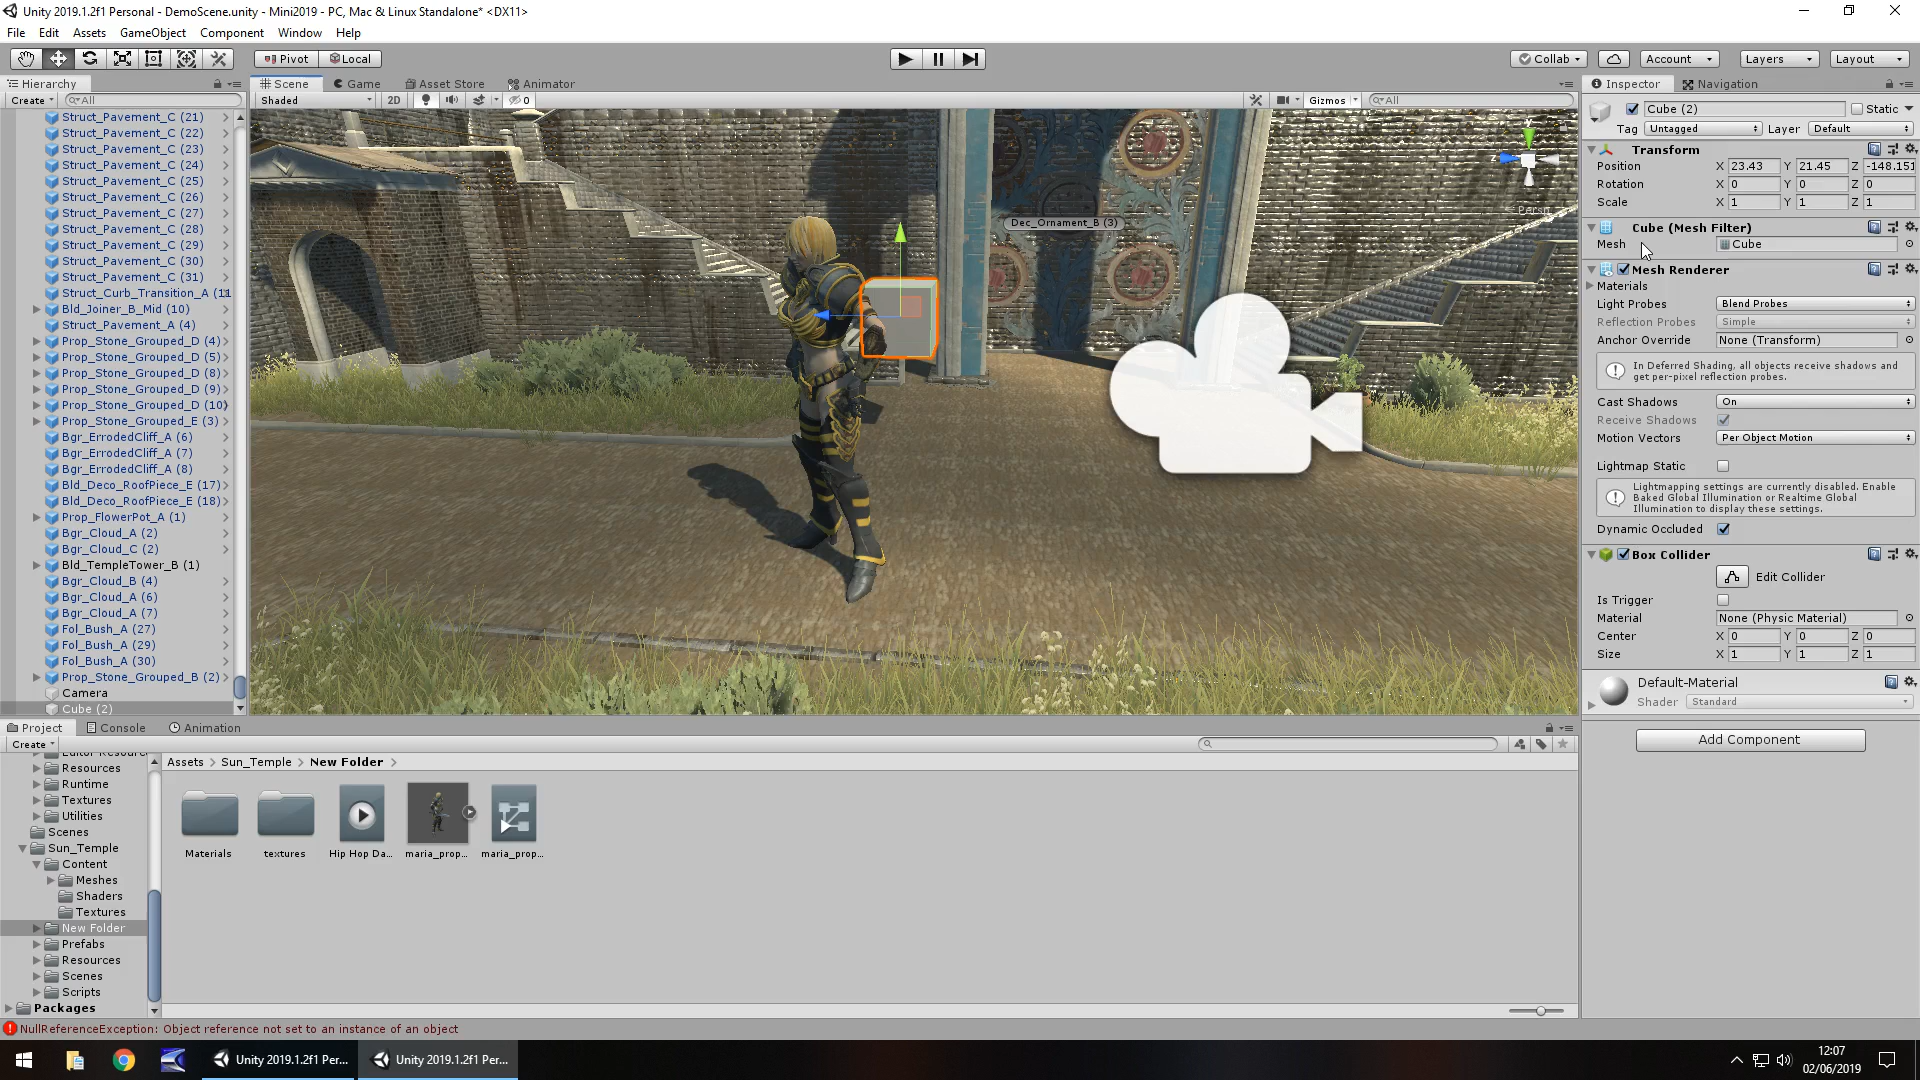 Unity 2019.1.2f1 Personal - DemoScene.unity - Mini2019 - PC, Mac & Linux Standalone* <DX11>
File Edit Assets GameObject Component Window Help
Pivot Local Collab Account Layers Layout
Hierarchy
Create All
Struct_Pavement_C (21)
Struct_Pavement_C (22)
Struct_Pavement_C (23)
Struct_Pavement_C (24)
Struct_Pavement_C (25)
Struct_Pavement_C (26)
Struct_Pavement_C (27)
Struct_Pavement_C (28)
Struct_Pavement_C (29)
Struct_Pavement_C (30)
Struct_Pavement_C (31)
Struct_Curb_Transition_A (11
Bld_Joiner_B_Mid (10)
Struct_Pavement_A (4)
Prop_Stone_Grouped_D (4)
Prop_Stone_Grouped_D (5)
Prop_Stone_Grouped_D (8)
Prop_Stone_Grouped_D (9)
Prop_Stone_Grouped_D (10)
Prop_Stone_Grouped_E (3)
Bgr_ErrodedCliff_A (6)
Bgr_ErrodedCliff_A (7)
Bgr_ErrodedCliff_A (8)
Bld_Deco_RoofPiece_E (17)
Bld_Deco_RoofPiece_E (18)
Prop_FlowerPot_A (1)
Bgr_Cloud_A (2)
Bgr_Cloud_C (2)
Bld_TempleTower_B (1)
Bgr_Cloud_B (4)
Bgr_Cloud_A (6)
Bgr_Cloud_A (7)
Fol_Bush_A (27)
Fol_Bush_A (29)
Fol_Bush_A (30)
Prop_Stone_Grouped_B (2)
Camera
Cube (2)
Scene Game Asset Store Animator
Shaded 2D 0 Gizmos All
Dec_Ornament_B (3)
y
z
Persp
Inspector Navigation
Cube (2) Static
Tag Untagged Layer Default
Transform
Position X 23.43 Y 21.45 Z -148.151
Rotation X 0 Y 0 Z 0
Scale X 1 Y 1 Z 1
Cube (Mesh Filter)
Mesh Cube
Mesh Renderer
Materials
Light Probes Blend Probes
Reflection Probes Simple
Anchor Override None (Transform)
In Deferred Shading, all objects receive shadows and
get per-pixel reflection probes.
Cast Shadows On
Receive Shadows
Motion Vectors Per Object Motion
Lightmap Static
Lightmapping settings are currently disabled. Enable
Baked Global Illumination or Realtime Global
Illumination to display these settings.
Dynamic Occluded
Box Collider
Edit Collider
Is Trigger
Material None (Physic Material)
Center X 0 Y 0 Z 0
Size X 1 Y 1 Z 1
Default-Material
Shader Standard
Add Component
Project Console Animation
Create
Editor Resourc
Resources
Runtime
Textures
Utilities
Scenes
Sun_Temple
Content
Meshes
Shaders
Textures
New Folder
Prefabs
Resources
Scenes
Scripts
Packages
Assets > Sun_Temple > New Folder >
Materials textures Hip Hop Da... maria_prop... maria_prop...
NullReferenceException: Object reference not set to an instance of an object
Unity 2019.1.2f1 Per... Unity 2019.1.2f1 Per...
12:07
02/06/2019